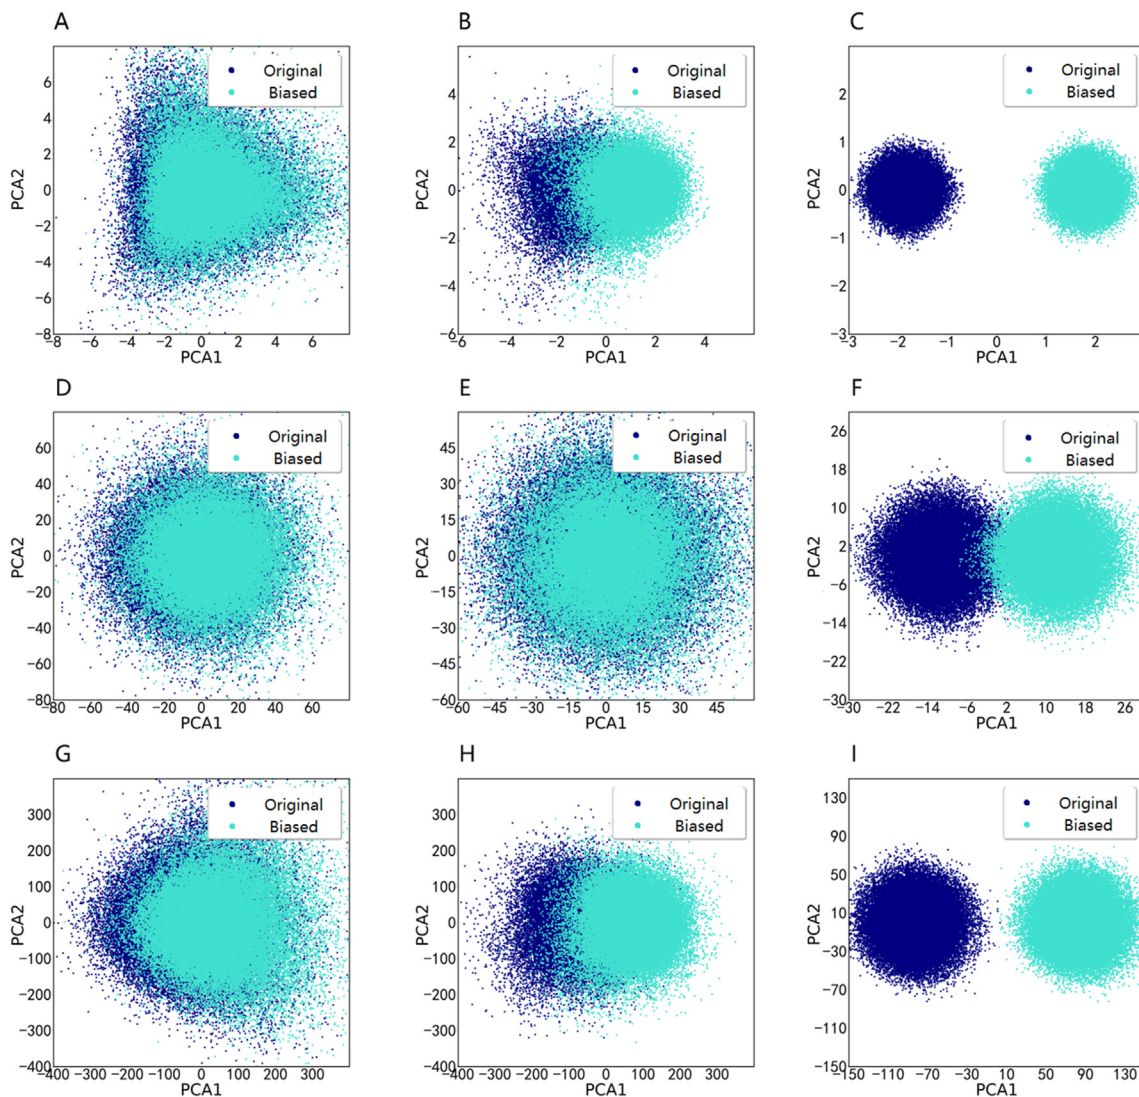 A
Original
Biased
PCA2
6
4
2
0
−2
−4
−6
−8
−8 −6 −4 −2 0 2 4 6
PCA1
B
Original
Biased
PCA2
6
4
2
0
−2
−4
−6
−6 −4 −2 0 2 4
PCA1
C
Original
Biased
PCA2
2
1
0
−1
−2
−3
−3 −2 −1 0 1 2
PCA1
D
Original
Biased
PCA2
60
40
20
0
−20
−40
−60
−80
−80 −60 −40 −20 0 20 40 60
PCA1
E
Original
Biased
PCA2
45
30
15
0
−15
−30
−45
−60
−60 −45 −30 −15 0 15 30 45
PCA1
F
Original
Biased
PCA2
26
18
10
2
−6
−14
−22
−30
−30 −22 −14 −6 2 10 18 26
PCA1
G
Original
Biased
PCA2
300
200
100
0
−100
−200
−300
−400
−400 −300 −200 −100 0 100 200 300
PCA1
H
Original
Biased
PCA2
300
200
100
0
−100
−200
−300
−400
−400 −300 −200 −100 0 100 200 300
PCA1
I
Original
Biased
PCA2
130
90
50
10
−30
−70
−110
−150
−150 −110 −70 −30 10 50 90 130
PCA1